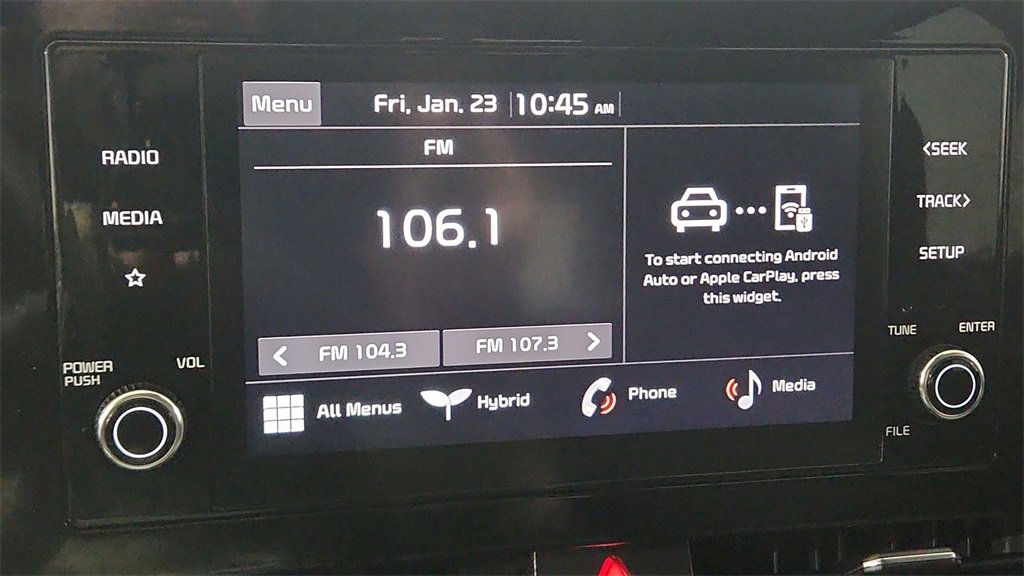 Menu
Fri, Jan. 23
10:45 AM
FM
106.1
To start connecting Android
Auto or Apple CarPlay, press
this widget.
< FM 104.3
FM 107.3 >
All Menus
Hybrid
Phone
Media
RADIO
MEDIA
POWER
PUSH
VOL
<SEEK
TRACK>
SETUP
TUNE
ENTER
FILE